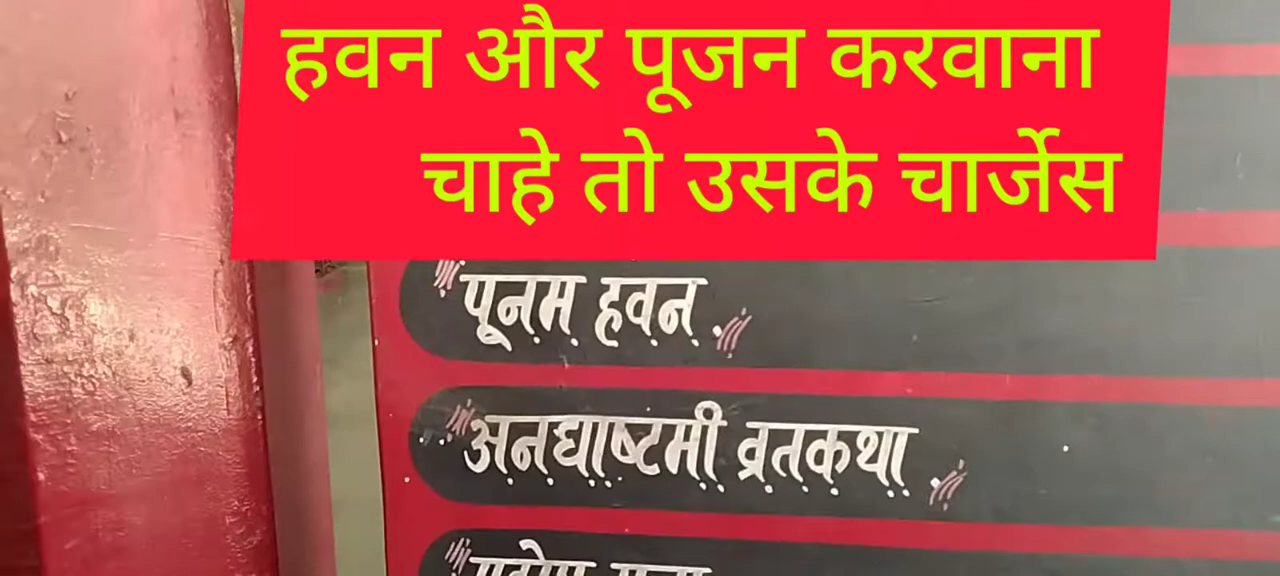 हवन और पूजन करवाना
चाहे तो उसके चार्जेस
पूनम हवन
अनघाष्टमी व्रतकथा